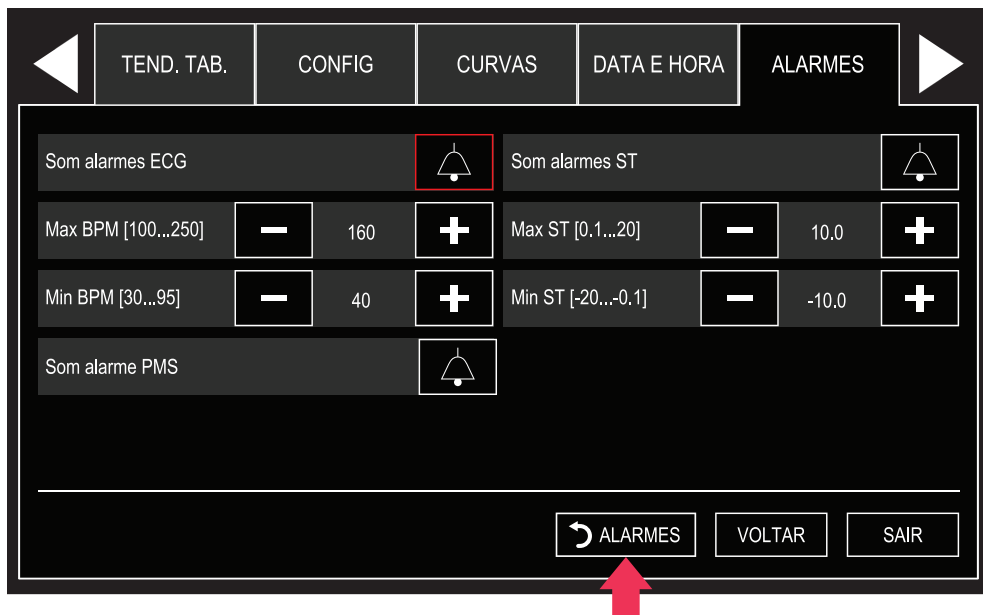 TEND. TAB.
CONFIG
CURVAS
DATA E HORA
ALARMES
Som alarmes ECG
Som alarmes ST
Max BPM [100...250]
160
Max ST [0.1...20]
10.0
Min BPM [30...95]
40
Min ST [-20...-0.1]
-10.0
Som alarme PMS
ALARMES
VOLTAR
SAIR